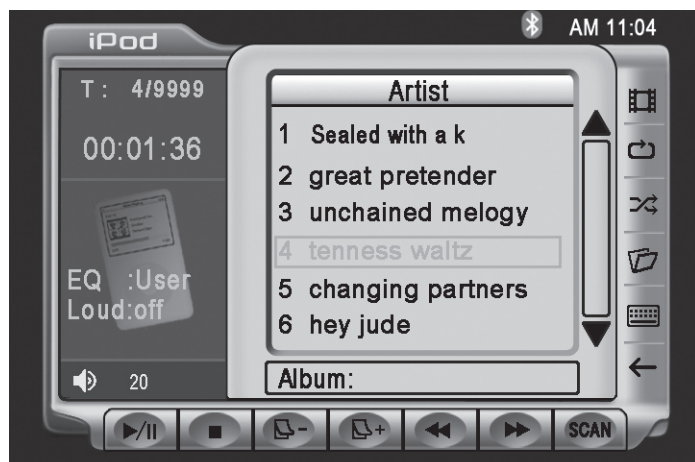 iPod
AM 11:04
T : 4/9999
00:01:36
EQ :User
Loud:off
20
Artist
1 Sealed with a k
2 great pretender
3 unchained melogy
4 tenness waltz
5 changing partners
6 hey jude
Album:
SCAN